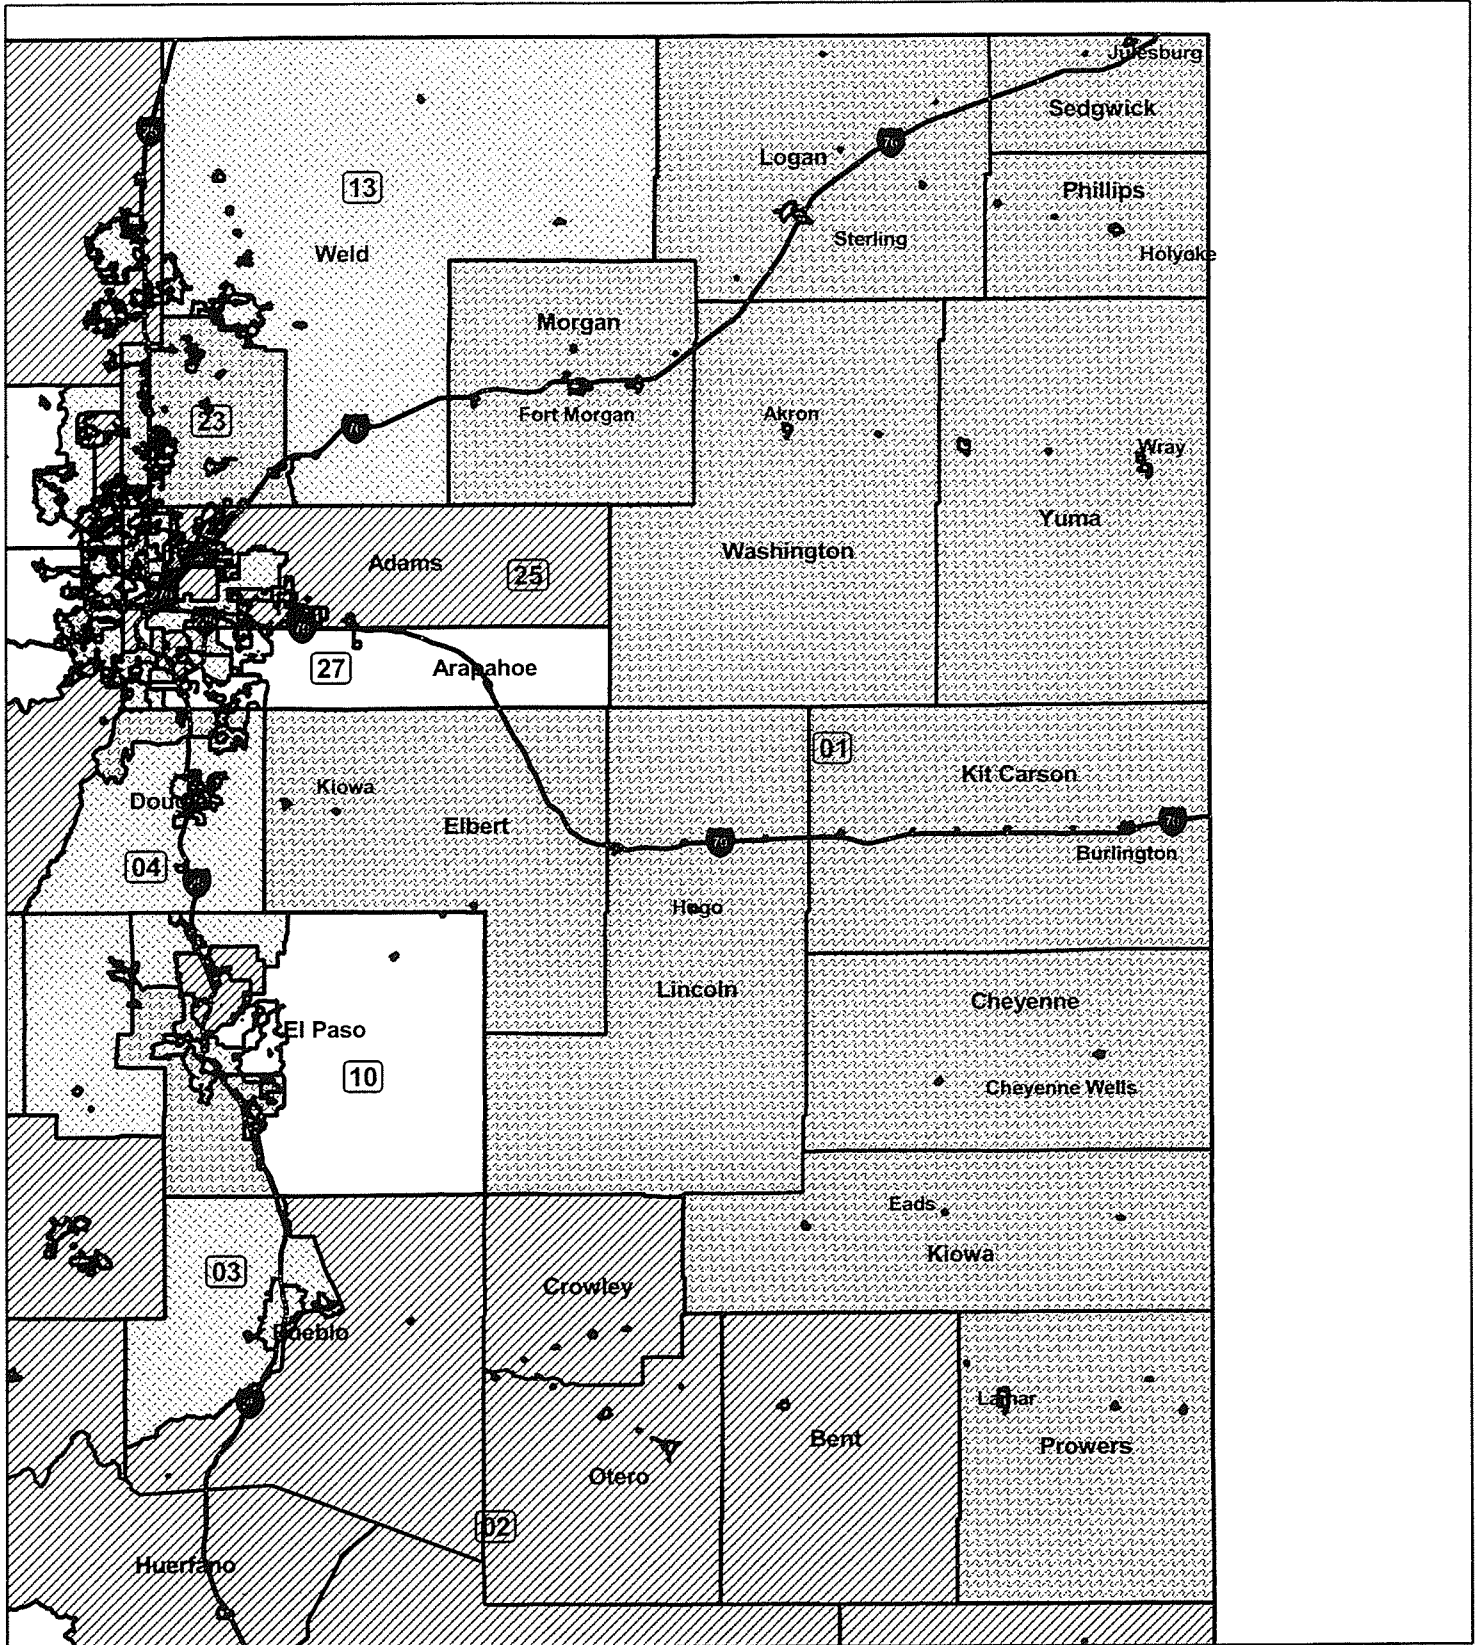 Julesburg
Sedgwick
Logan
Phillips
13
Sterling
Holyoke
Weld
76
Morgan
Fort Morgan
Akron
Wray
23
Yuma
Washington
Adams
25
27
Arapahoe
01
Kit Carson
Kiowa
Elbert
Burlington
04
70
Hugo
Lincoln
Cheyenne
El Paso
10
Cheyenne Wells
Eads
Kiowa
03
Crowley
Pueblo
Lamar
Bent
Prowers
Otero
02
Huerfano